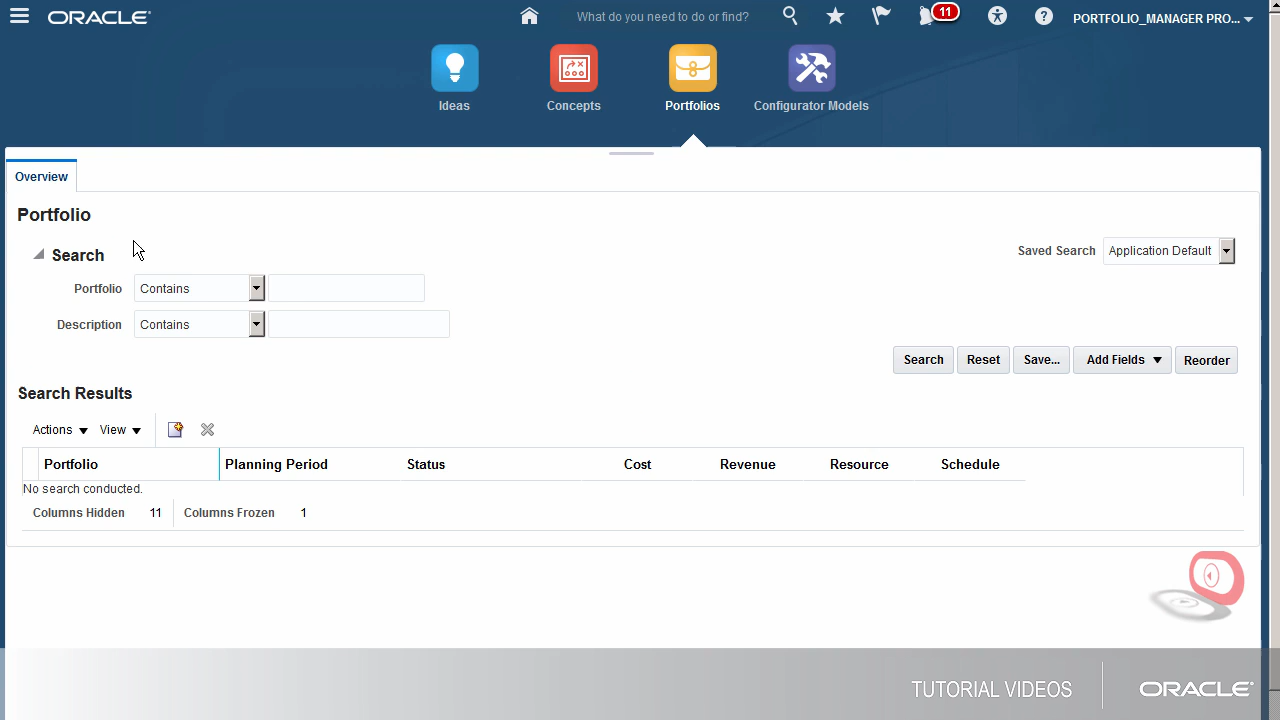 ORACLE What do you need to do or find? 11 PORTFOLIO_MANAGER PRO...
Ideas Concepts Portfolios Configurator Models
Overview
Portfolio
Search Saved Search Application Default
Portfolio Contains
Description Contains
Search Reset Save... Add Fields Reorder
Search Results
Actions View
Portfolio Planning Period Status Cost Revenue Resource Schedule
No search conducted.
Columns Hidden 11 Columns Frozen 1
TUTORIAL VIDEOS ORACLE